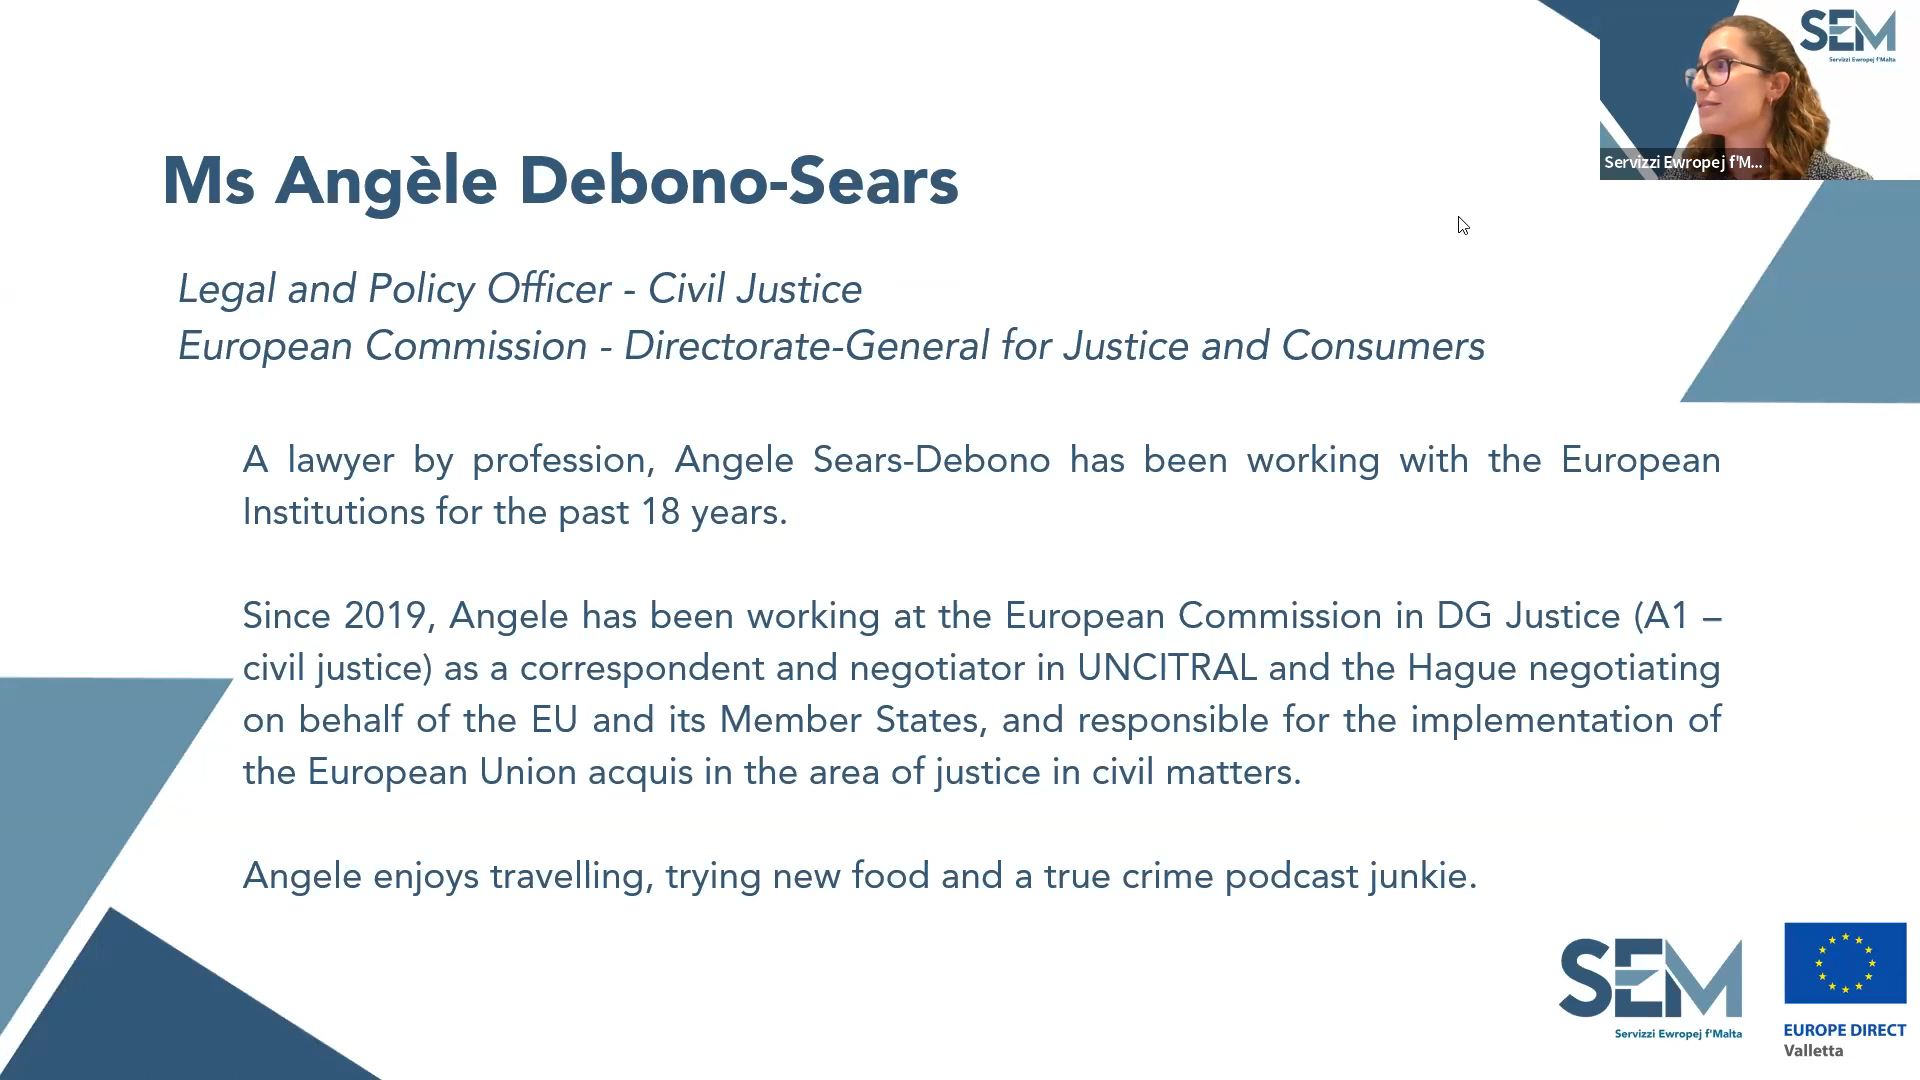 SEM
Servizzi Ewropej f'Malta
Servizzi Ewropej f'M...
Ms Angèle Debono-Sears
Legal and Policy Officer - Civil Justice
European Commission - Directorate-General for Justice and Consumers
A lawyer by profession, Angele Sears-Debono has been working with the European
Institutions for the past 18 years.
Since 2019, Angele has been working at the European Commission in DG Justice (A1 –
civil justice) as a correspondent and negotiator in UNCITRAL and the Hague negotiating
on behalf of the EU and its Member States, and responsible for the implementation of
the European Union acquis in the area of justice in civil matters.
Angele enjoys travelling, trying new food and a true crime podcast junkie.
SEM
Servizzi Ewropej f'Malta
EUROPE DIRECT
Valletta